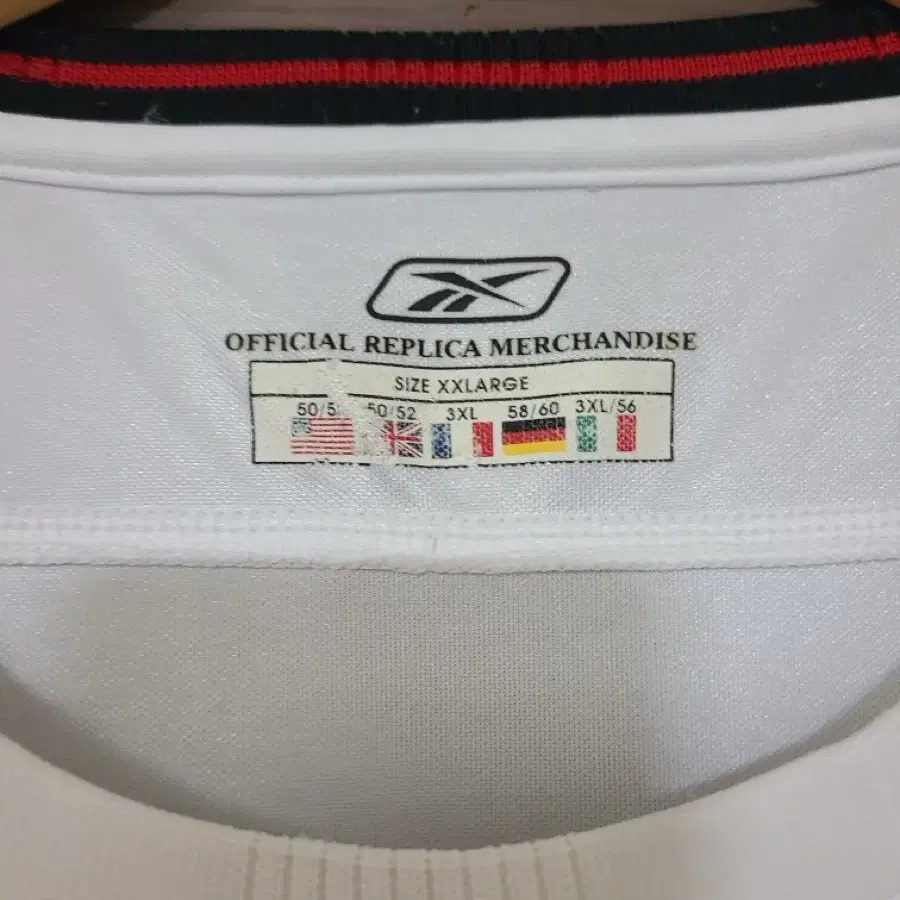 OFFICIAL REPLICA MERCHANDISE
SIZE XXLARGE
50/52 3XL 58/60 3XL/56